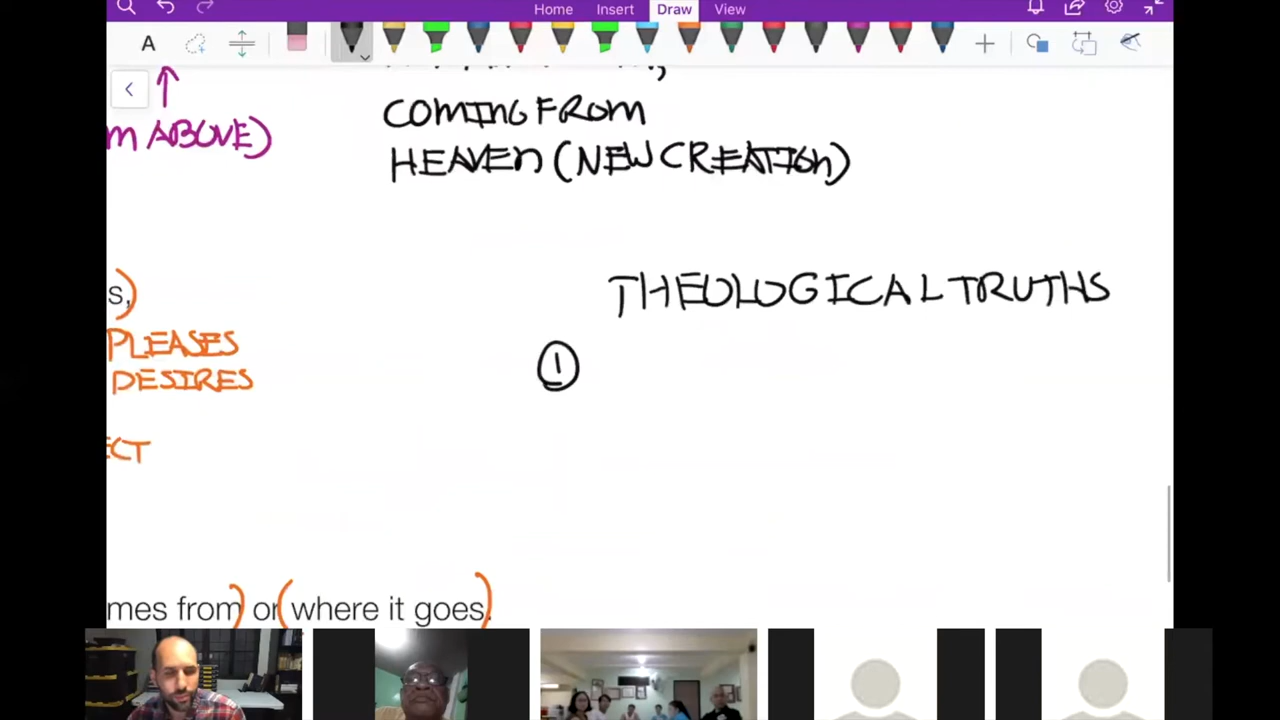 Home Insert Draw View
A
COMING FROM
M ABOVE)
HEAVEN (NEW CREATION)
THEOLOGICAL TRUTHS
s,)
PLEASES
1
DESIRES
ECT
mes from) or (where it goes.)